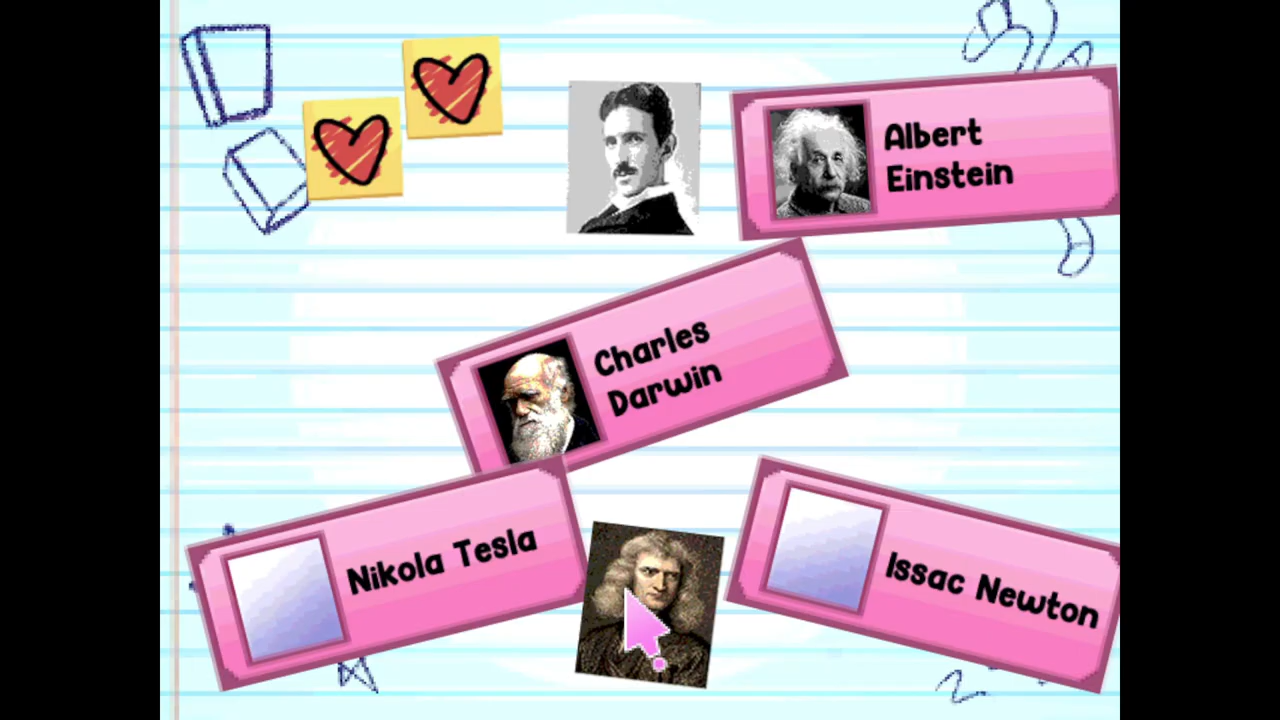 Albert
Einstein
Charles
Darwin
Nikola Tesla
Issac Newton